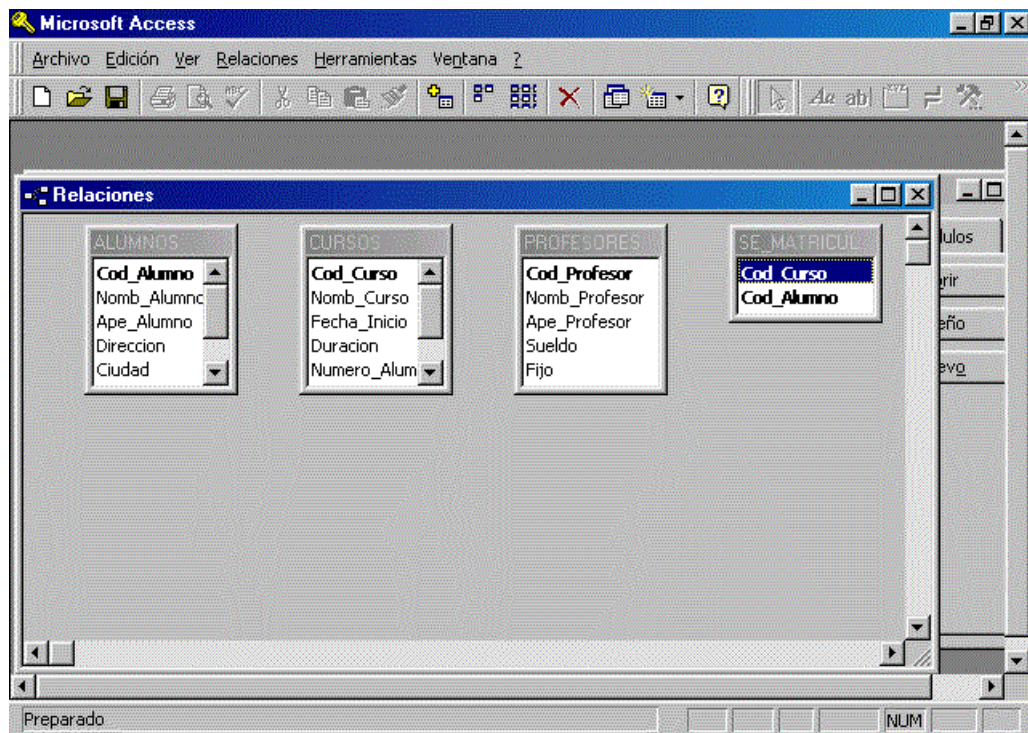 Microsoft Access
Archivo Edición Ver Relaciones Herramientas Ventana ?
Relaciones
ALUMNOS
Cod_Alumno
Nomb_Alumno
Ape_Alumno
Direccion
Ciudad
CURSOS
Cod_Curso
Nomb_Curso
Fecha_Inicio
Duracion
Numero_Alum
PROFESORES
Cod_Profesor
Nomb_Profesor
Ape_Profesor
Sueldo
Fijo
SE_MATRICUL
Cod_Curso
Cod_Alumno
lulos
rir
eño
evo
Preparado
NUM